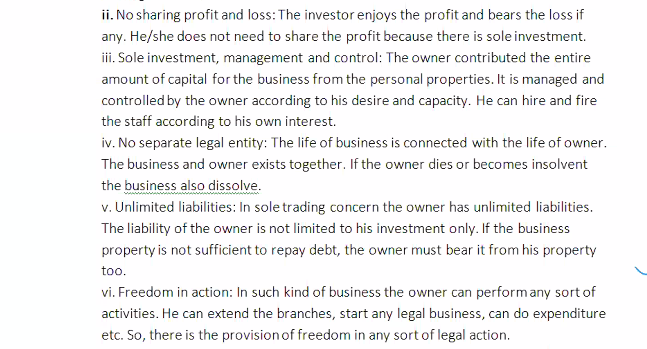 ii. No sharing profit and loss: The investor enjoys the profit and bears the loss if
any. He/she does not need to share the profit because there is sole investment.
iii. Sole investment, management and control: The owner contributed the entire
amount of capital for the business from the personal properties. It is managed and
controlled by the owner according to his desire and capacity. He can hire and fire
the staff according to his own interest.
iv. No separate legal entity: The life of business is connected with the life of owner.
The business and owner exists together. If the owner dies or becomes insolvent
the business also dissolve.
v. Unlimited liabilities: In sole trading concern the owner has unlimited liabilities.
The liability of the owner is not limited to his investment only. If the business
property is not sufficient to repay debt, the owner must bear it from his property
too.
vi. Freedom in action: In such kind of business the owner can perform any sort of
activities. He can extend the branches, start any legal business, can do expenditure
etc. So, there is the provision of freedom in any sort of legal action.